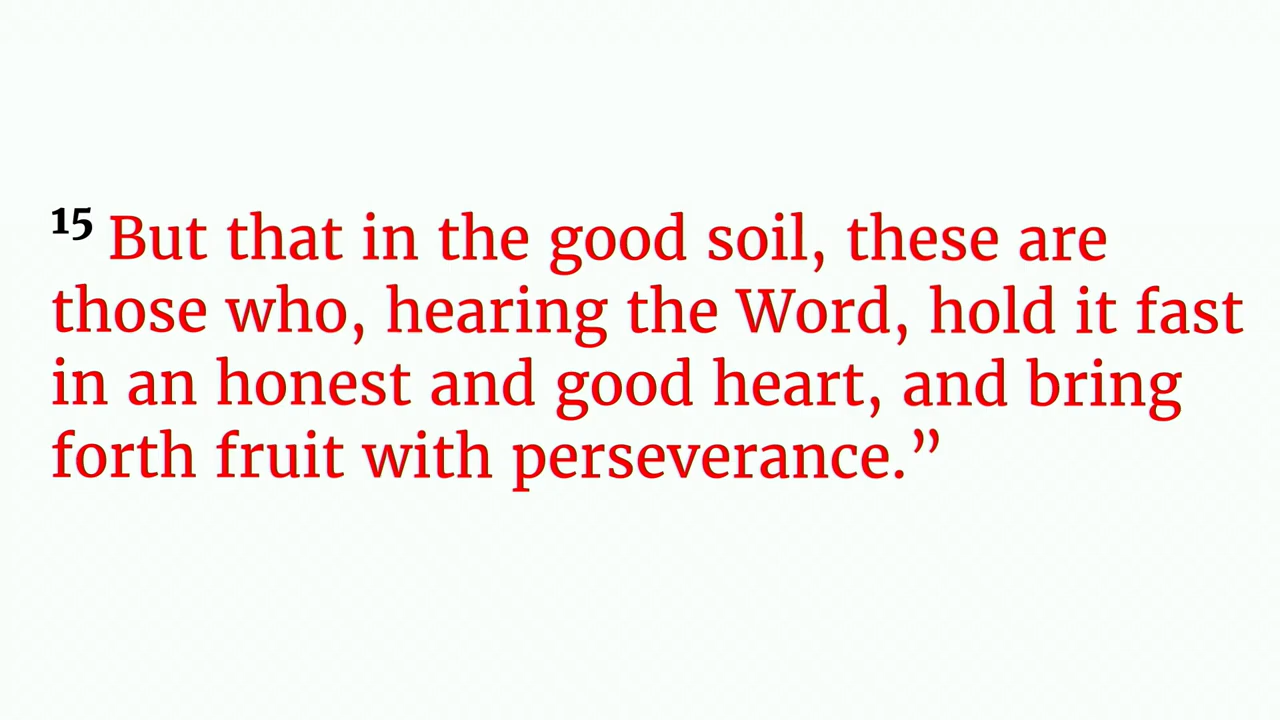 15 But that in the good soil, these are
those who, hearing the Word, hold it fast
in an honest and good heart, and bring
forth fruit with perseverance.”